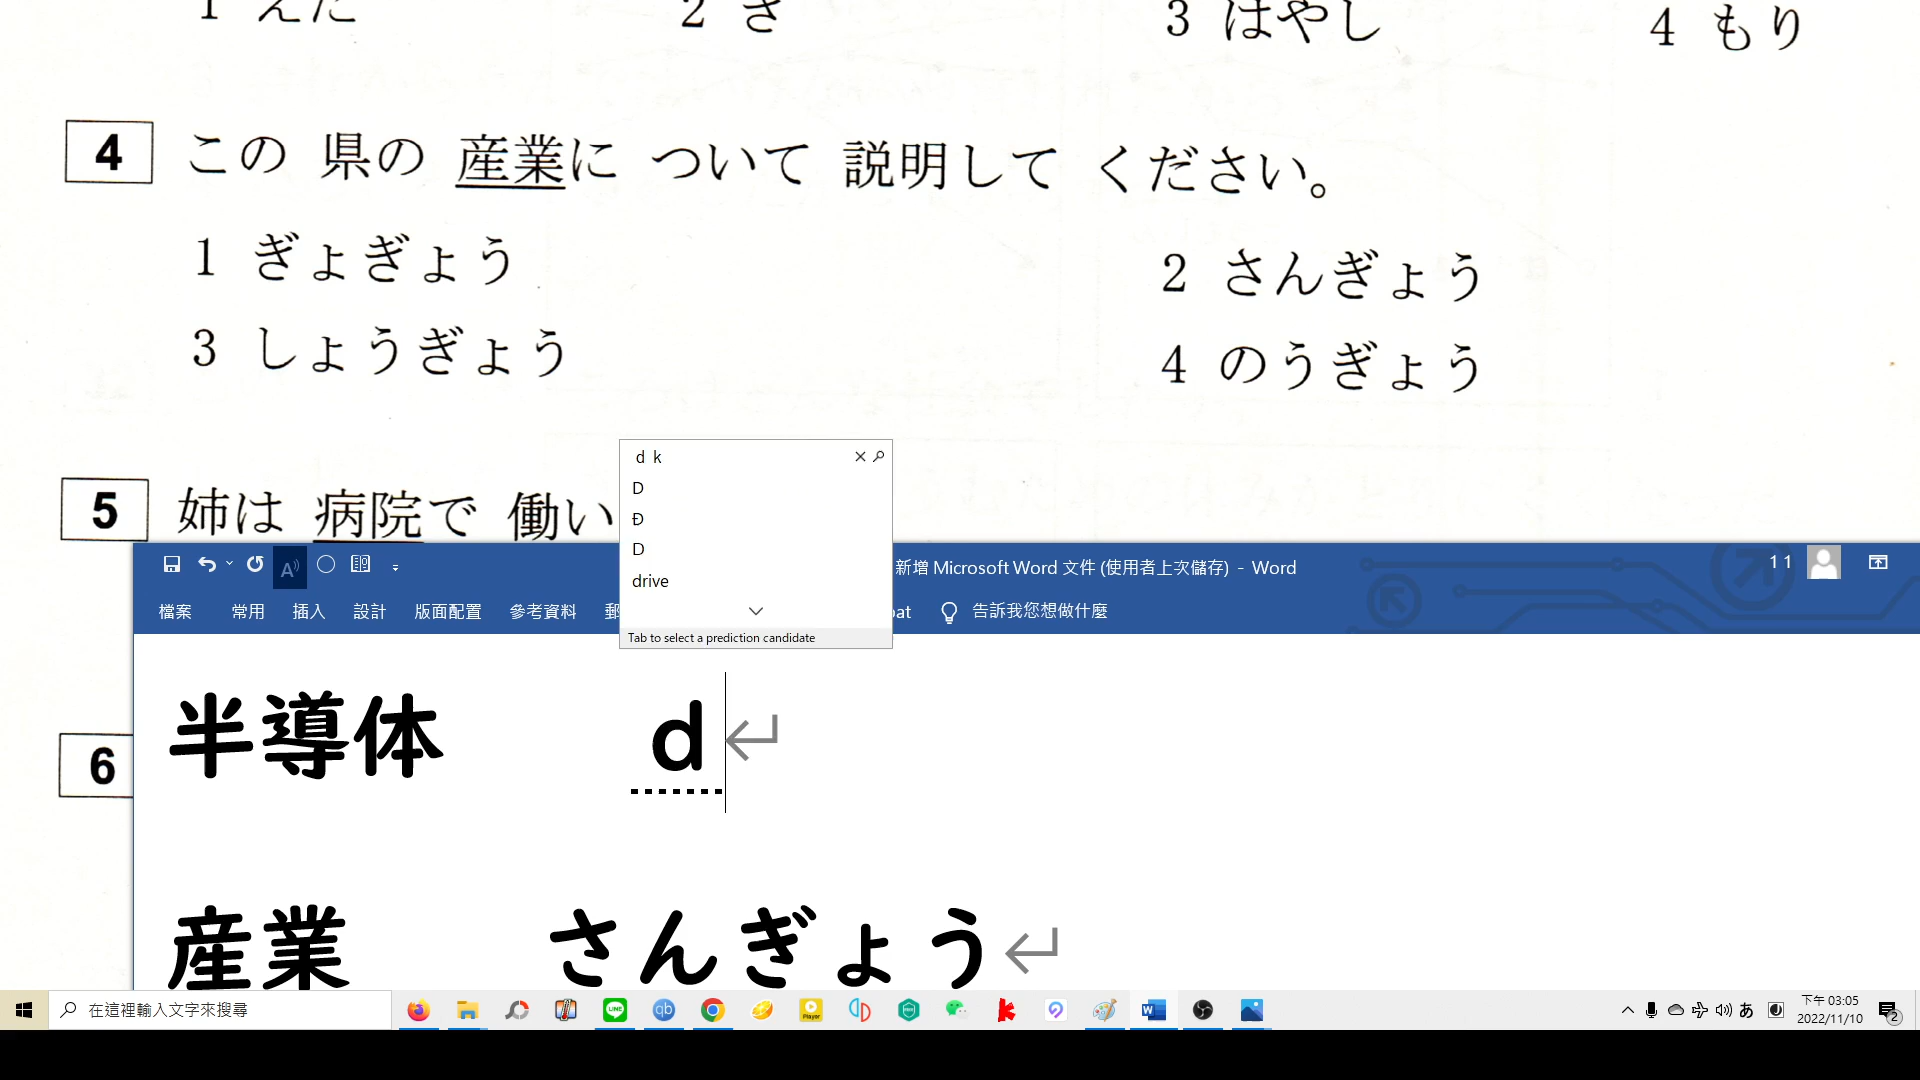 1 えだ 2 き 3 はやし 4 もり
4 この 県の 産業に ついて 説明して ください。
1 ぎょぎょう 2 さんぎょう
3 しょうぎょう 4 のうぎょう
5 姉は 病院で 働い
d k
D
Đ
D
drive
Tab to select a prediction candidate
新增 Microsoft Word 文件 (使用者上次儲存) - Word
1 1
檔案 常用 插入 設計 版面配置 參考資料 郵 bat 告訴我您想做什麼
半導体 d
6
産業 さんぎょう
在這裡輸入文字來搜尋
あ
下午 03:05
2022/11/10
2